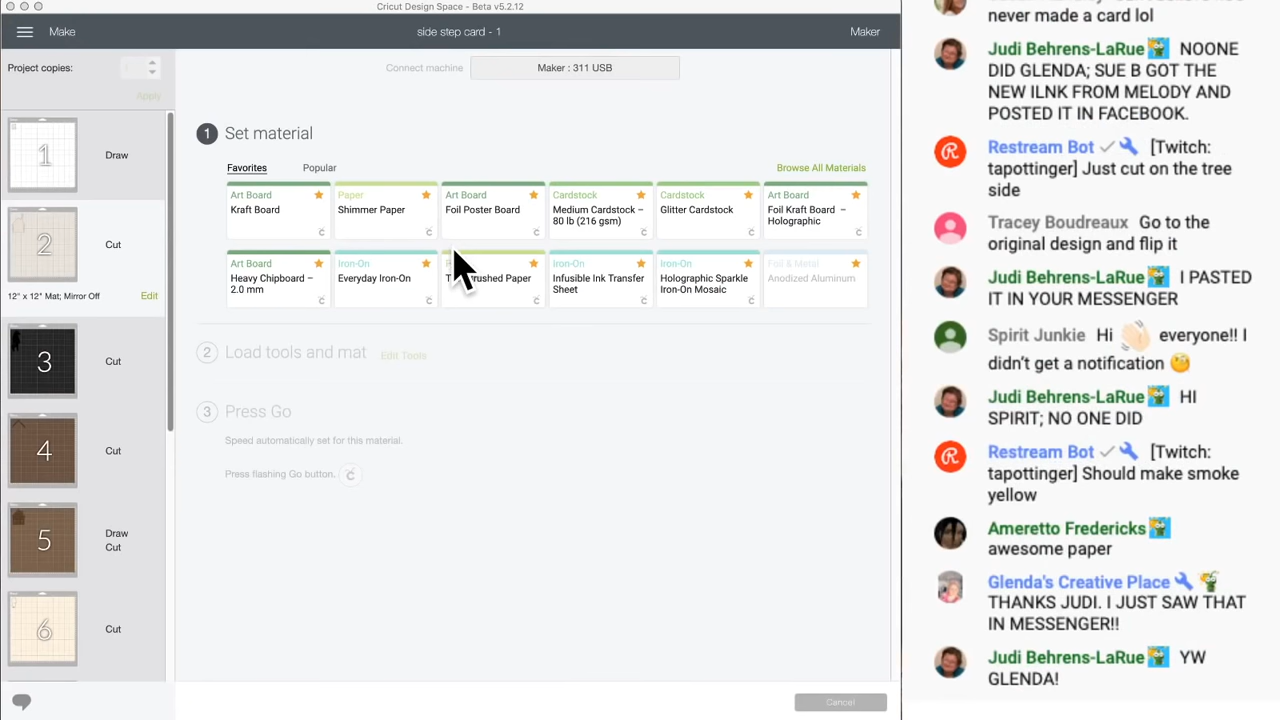 Cricut Design Space - Beta v5.2.12
Make
side step card - 1
Maker
Project copies:
Apply
Connect machine
Maker : 311 USB
1
Draw
2
Cut
12" x 12" Mat; Mirror Off
Edit
3
Cut
4
Cut
5
Draw
Cut
6
Cut
1 Set material
Favorites
Popular
Browse All Materials
Art Board
Kraft Board
Paper
Shimmer Paper
Art Board
Foil Poster Board
Cardstock
Medium Cardstock –
80 lb (216 gsm)
Cardstock
Glitter Cardstock
Art Board
Foil Kraft Board –
Holographic
Art Board
Heavy Chipboard –
2.0 mm
Iron-On
Everyday Iron-On
Paper
Iron-On
Infusible Ink Transfer
Sheet
Iron-On
Holographic Sparkle
Iron-On Mosaic
Foil & Metal
Anodized Aluminum
2 Load tools and mat
Edit Tools
3 Press Go
Speed automatically set for this material.
Press flashing Go button.
Cancel
never made a card lol
Judi Behrens-LaRue NOONE
DID GLENDA; SUE B GOT THE
NEW lLNK FROM MELODY AND
POSTED IT IN FACEBOOK.
Restream Bot [Twitch:
tapottinger] Just cut on the tree
side
Tracey Boudreaux Go to the
original design and flip it
Judi Behrens-LaRue I PASTED
IT IN YOUR MESSENGER
Spirit Junkie Hi everyone!! I
didn't get a notification
Judi Behrens-LaRue HI
SPIRIT; NO ONE DID
Restream Bot [Twitch:
tapottinger] Should make smoke
yellow
Ameretto Fredericks
awesome paper
Glenda's Creative Place
THANKS JUDI. I JUST SAW THAT
IN MESSENGER!!
Judi Behrens-LaRue YW
GLENDA!